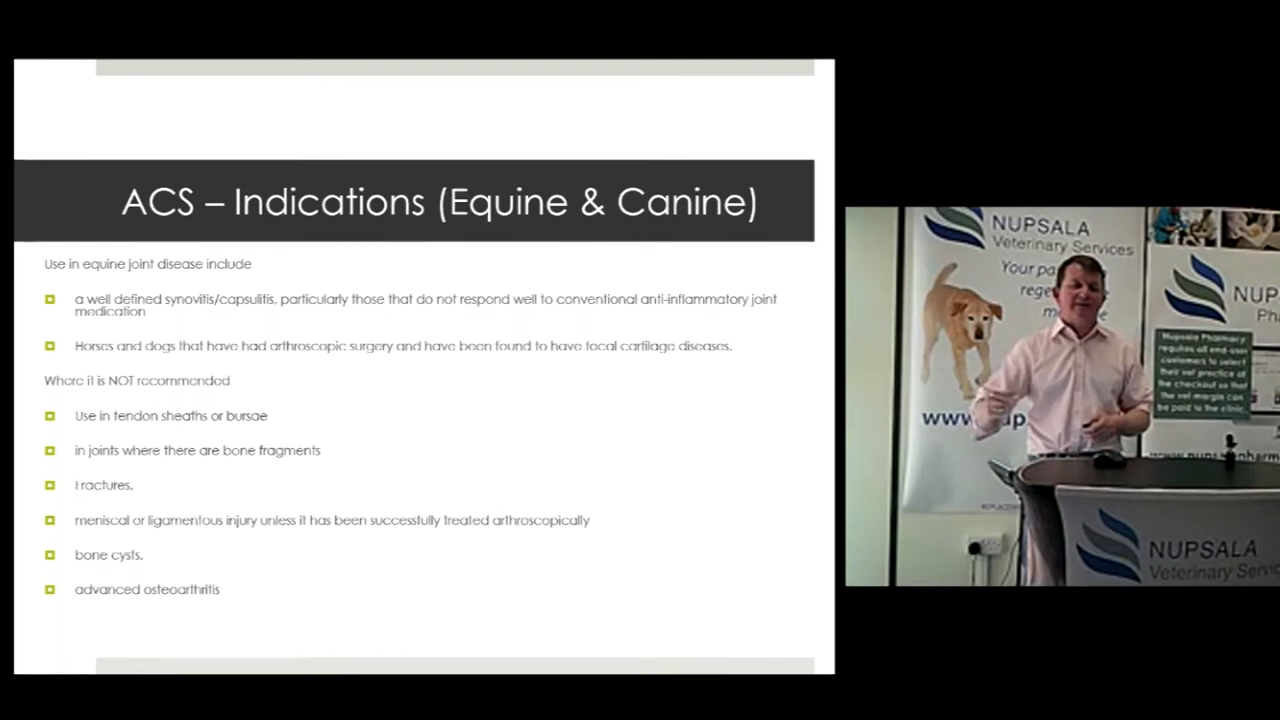 ACS – Indications (Equine & Canine)
Use in equine joint disease include
a well defined synovitis/capsulitis, particularly those that do not respond well to conventional anti-inflammatory joint
medication
Horses and dogs that have had arthroscopic surgery and have been found to have focal cartilage diseases.
Where it is NOT recommended
Use in tendon sheaths or bursae
in joints where there are bone fragments
Fractures,
meniscal or ligamentous injury unless it has been successfully treated arthroscopically
bone cysts,
advanced osteoarthritis
NUPSALA
Veterinary Services
Your pa
rege
m
www
nup
NUP
Pha
Nupsala Pharmacy
requires all end-user
customers to select
their vet practice at
the checkout so that
the vet margin can
be paid to the clinic.
NUPSALA
Veterinary Servic